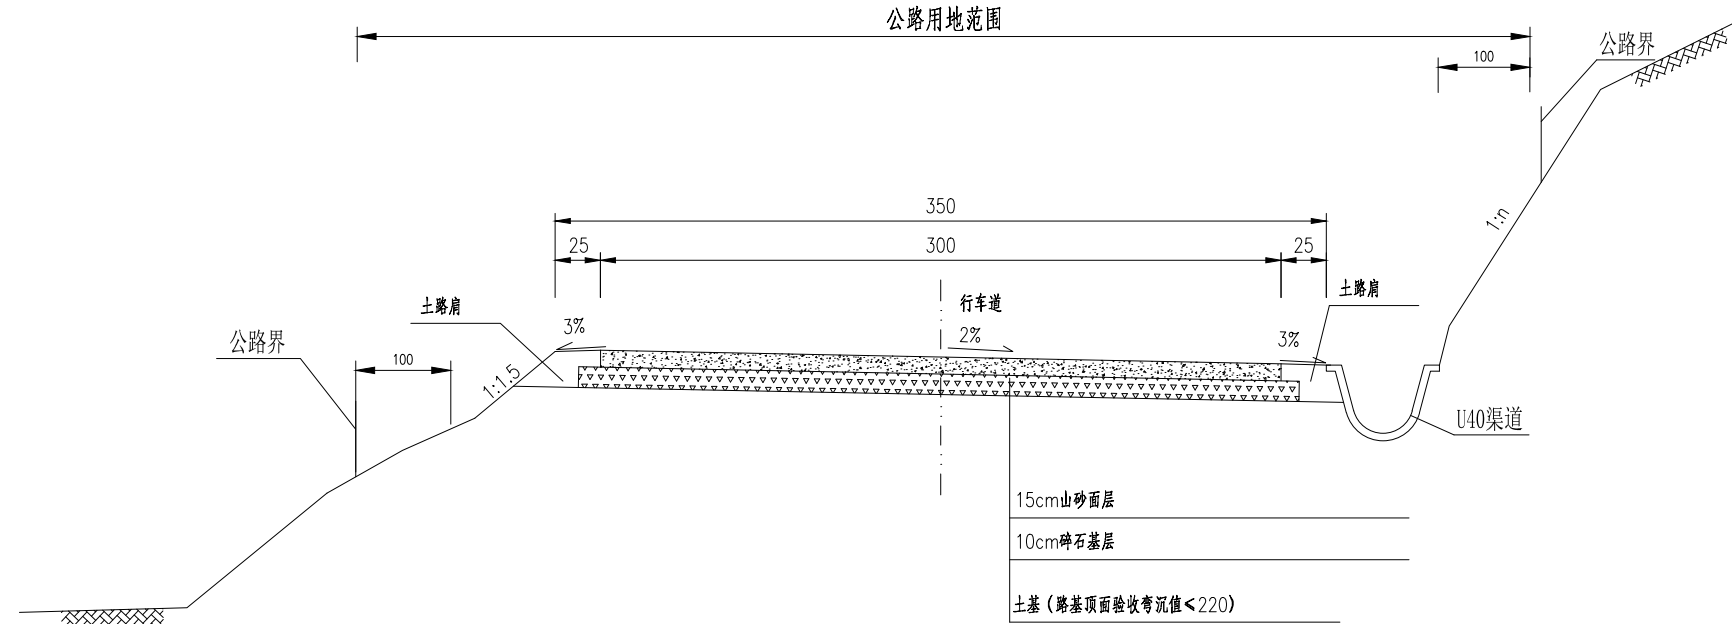 公路用地范围
公路界
100
1:n
350
25
300
25
土路肩
行车道
土路肩
3%
2%
3%
公路界
100
1:1.5
U40渠道
15cm山砂面层
10cm碎石基层
土基(路基顶面验收弯沉值<220)